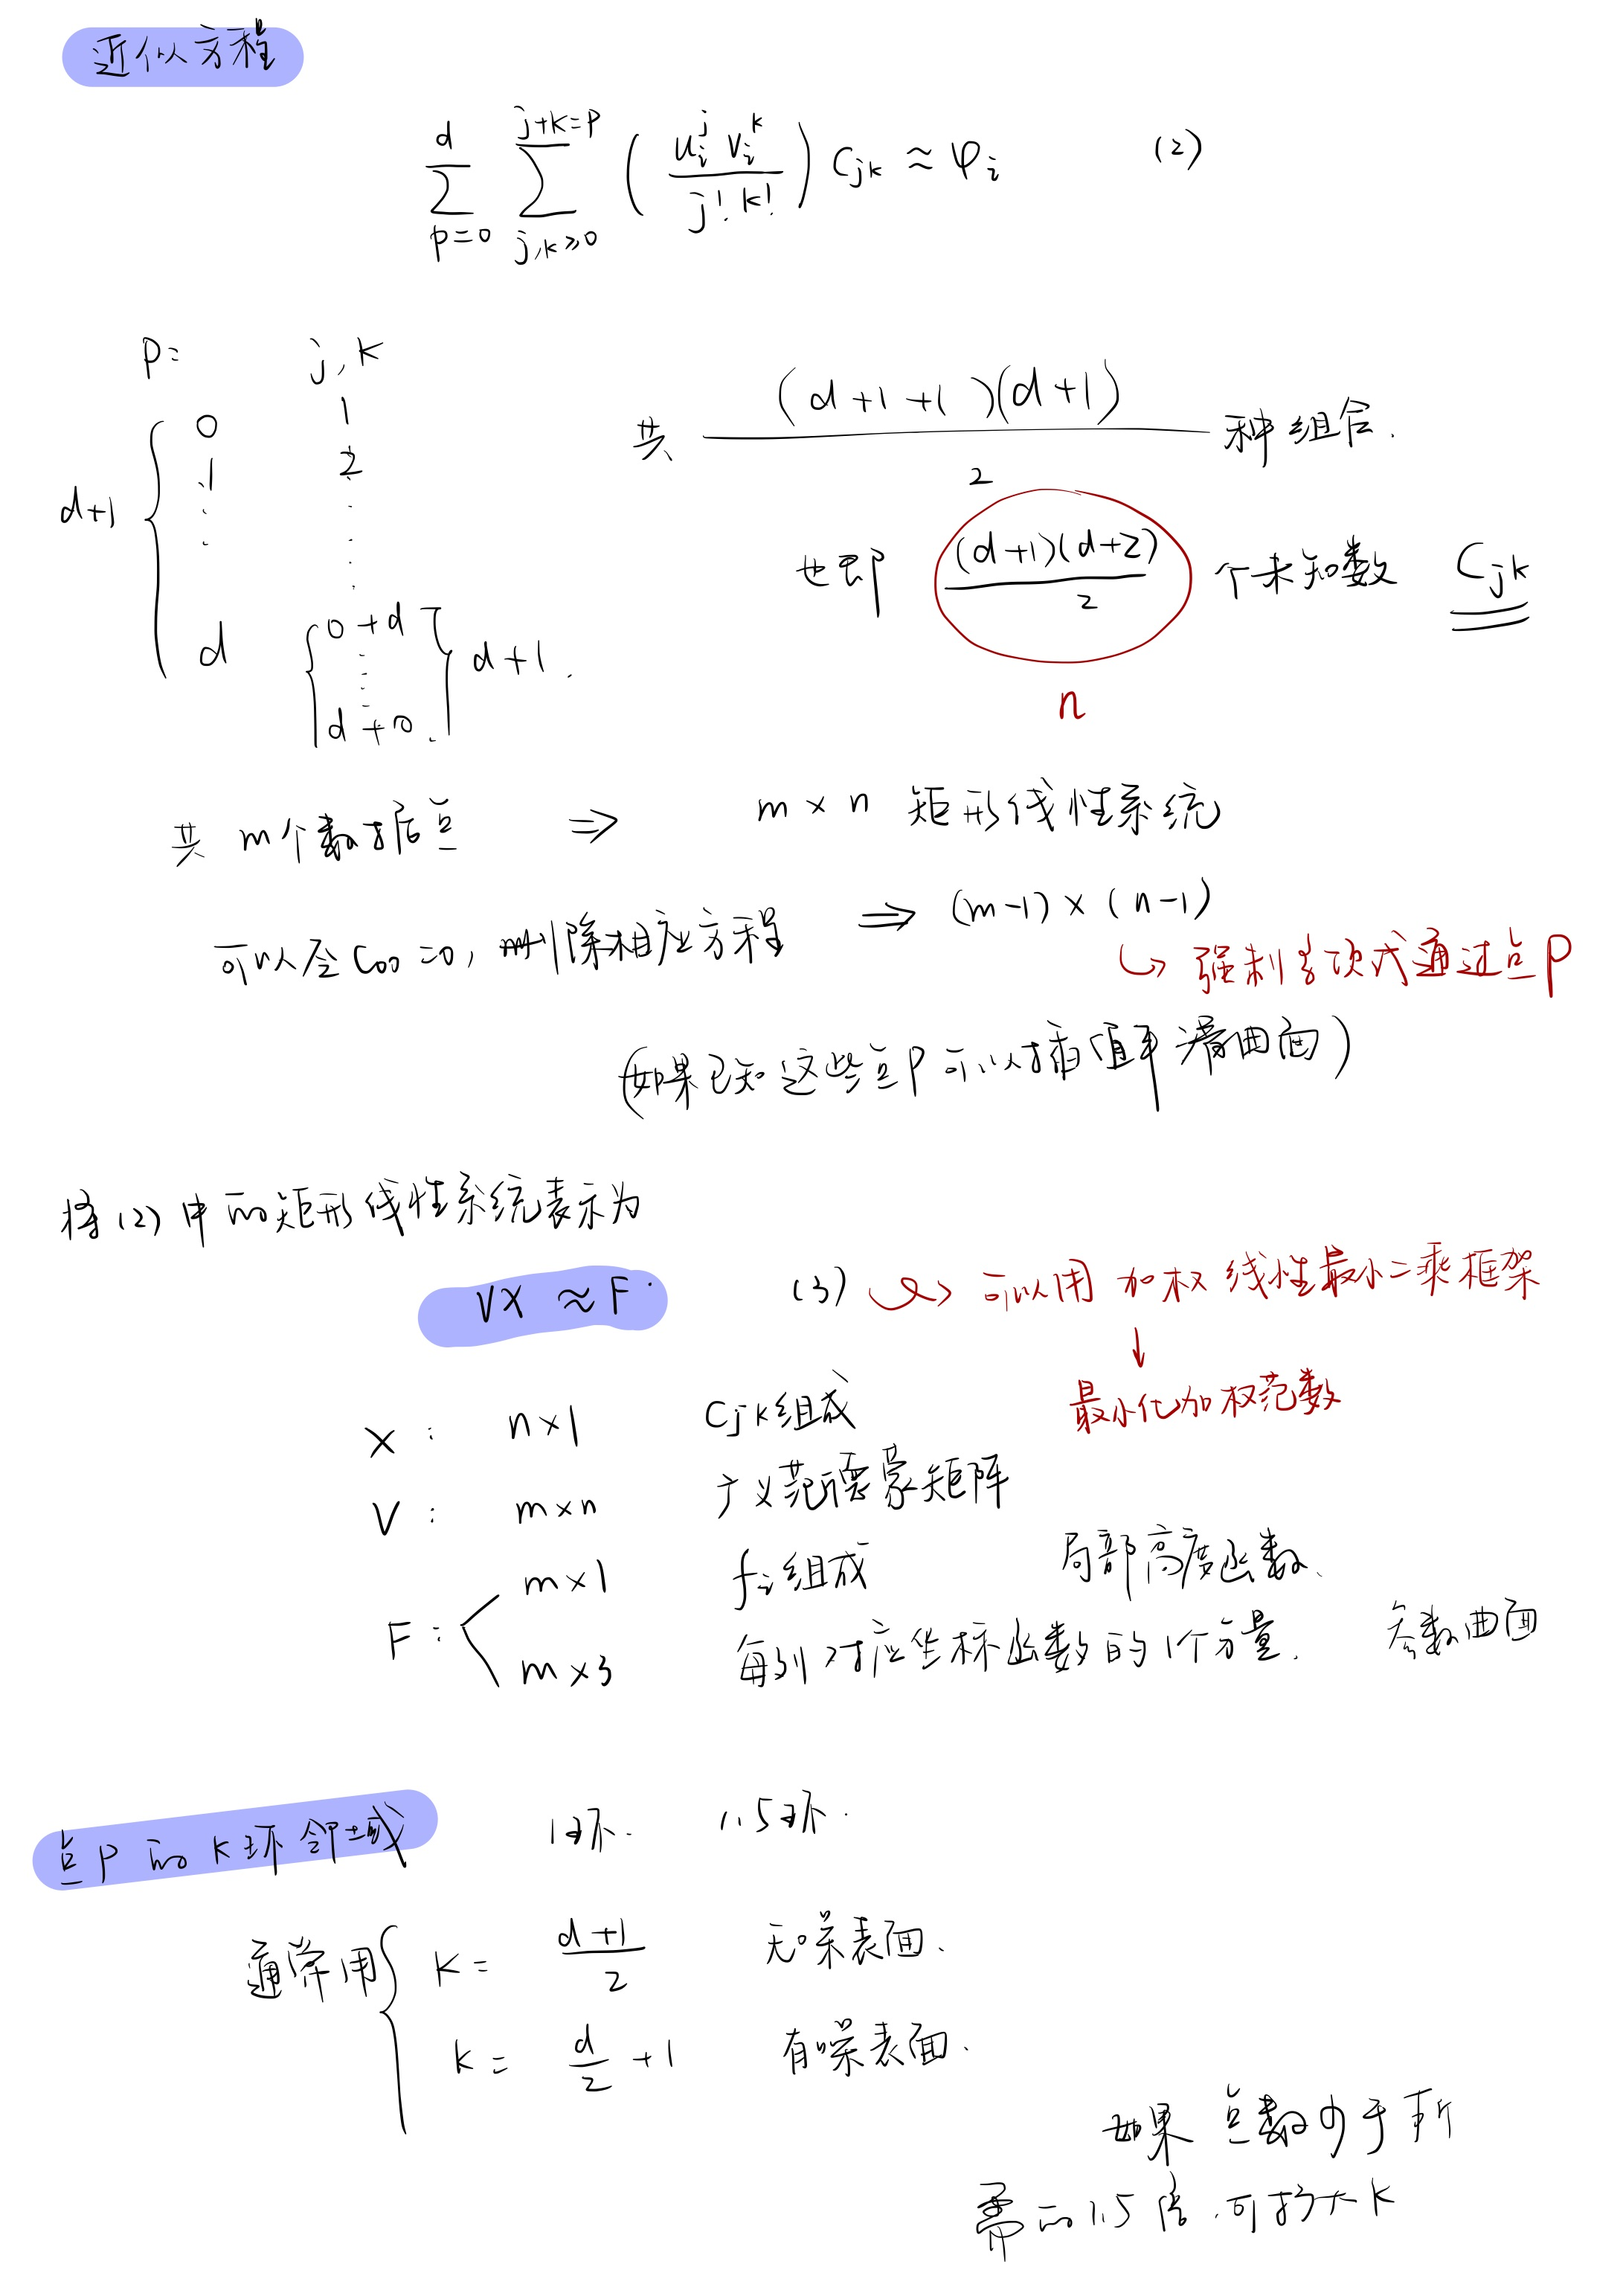 近似方程
$$\sum_{p=0}^{d} \sum_{j,k \geqslant 0}^{j+k=p} \left( \frac{u_i^j v_i^k}{j!\,k!} \right) C_{jk} \approx \varphi_i \quad (2)$$
p= j,k
d+1 { 0 1
1 2
⋮ ⋮
d { 0+d ⋮ d+0 } d+1.
共 $\frac{(d+1+1)(d+1)}{2}$ 种组合.
也即 $\frac{(d+1)(d+2)}{2}$ 个未知数 $C_{jk}$
n
共 m个数据点 ⇒ m×n 矩形线性系统
可以令 $C_{00}=0$, 删除相应方程 ⇒ (m-1)×(n-1)
↳ 强制多项式通过点P
(如果已知这些点P可以插值平滑曲面)
将(2)中的矩形线性系统表示为
VX ≈ F. (3) → 可以用 加权 线性最小二乘框架
↓
最小化加权范数
X: n×1 $C_{jk}$组成
V: m×n 广义范德蒙矩阵
F: m×1 $f_i$组成 局部高度函数、
m×3 每列对应坐标函数的1个分量. 参数曲面
点P的K环邻域 1环. 1.5环.
通常用 { $K=\frac{d+1}{2}$ 无噪表面、
$K=\frac{d}{2}+1$ 有噪表面、
如果 点数少于所
需的1.5倍,可扩大K